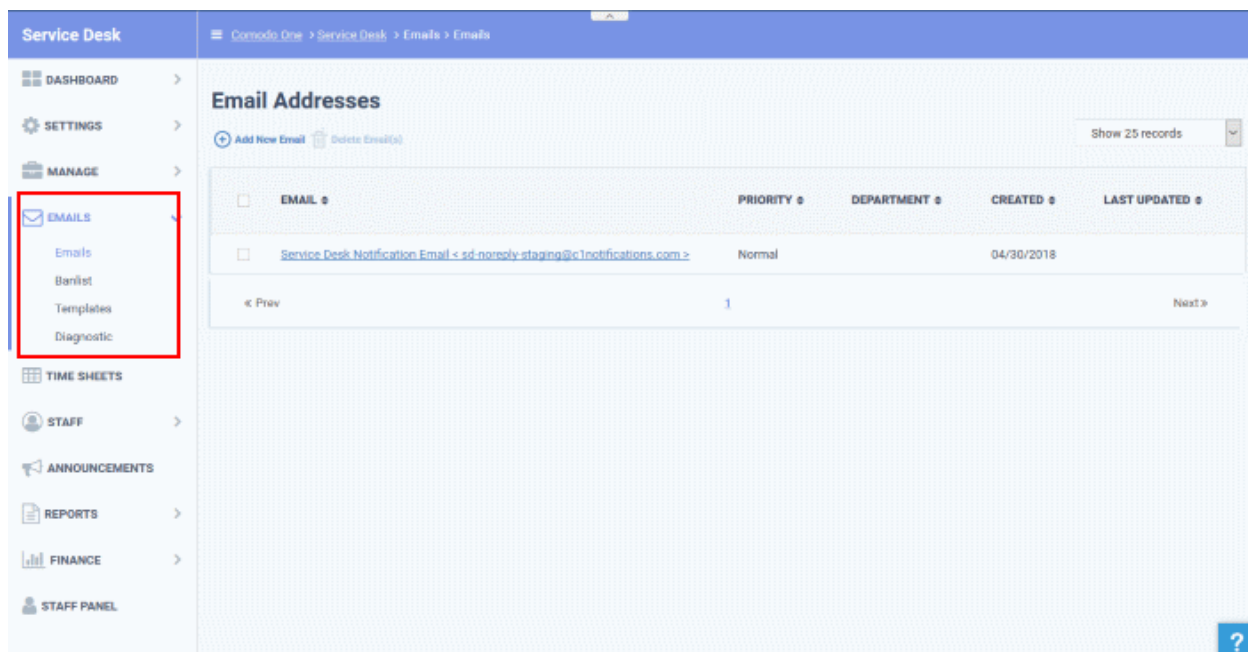 Service Desk
Comodo One > Service Desk > Emails > Emails
DASHBOARD
SETTINGS
MANAGE
EMAILS
Emails
Banlist
Templates
Diagnostic
TIME SHEETS
STAFF
ANNOUNCEMENTS
REPORTS
FINANCE
STAFF PANEL
Email Addresses
Add New Email Delete Email(s)
Show 25 records
EMAIL PRIORITY DEPARTMENT CREATED LAST UPDATED
Service Desk Notification Email < sd-noreply-staging@c1notifications.com > Normal 04/30/2018
« Prev 1 Next »
?